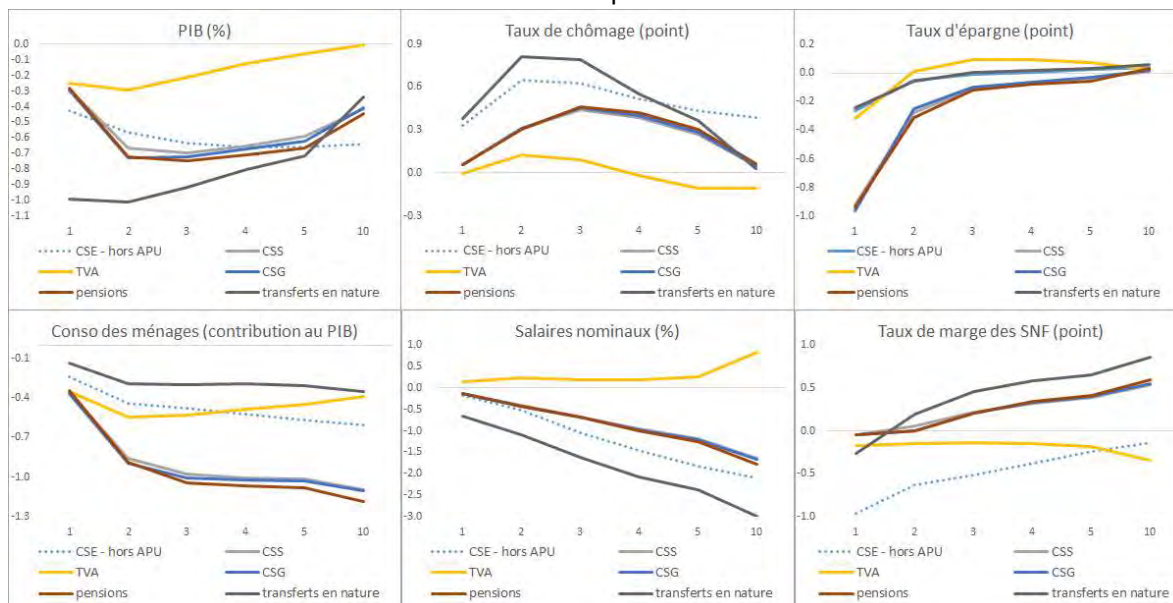 PIB (%)
0.0
-0.1
-0.2
-0.3
-0.4
-0.5
-0.6
-0.7
-0.8
-0.9
-1.0
-1.1
1 2 3 4 5 10
CSE - hors APU CSS
TVA CSG
pensions transferts en nature
Taux de chômage (point)
0.9
0.6
0.3
0.0
-0.3
1 2 3 4 5 10
CSE - hors APU CSS
TVA CSG
pensions transferts en nature
Taux d'épargne (point)
0.2
0.0
-0.2
-0.4
-0.6
-0.8
-1.0
1 2 3 4 5 10
CSE - hors APU CSS
TVA CSG
pensions transferts en nature
Conso des ménages (contribution au PIB)
-0.1
-0.4
-0.7
-1.0
-1.3
1 2 3 4 5 10
CSE - hors APU CSS
TVA CSG
pensions transferts en nature
Salaires nominaux (%)
1.0
0.5
0.0
-0.5
-1.0
-1.5
-2.0
-2.5
-3.0
1 2 3 4 5 10
CSE - hors APU CSS
TVA CSG
pensions transferts en nature
Taux de marge des SNF (point)
1.0
0.5
0.0
-0.5
-1.0
1 2 3 4 5 10
CSE - hors APU CSS
TVA CSG
pensions transferts en nature